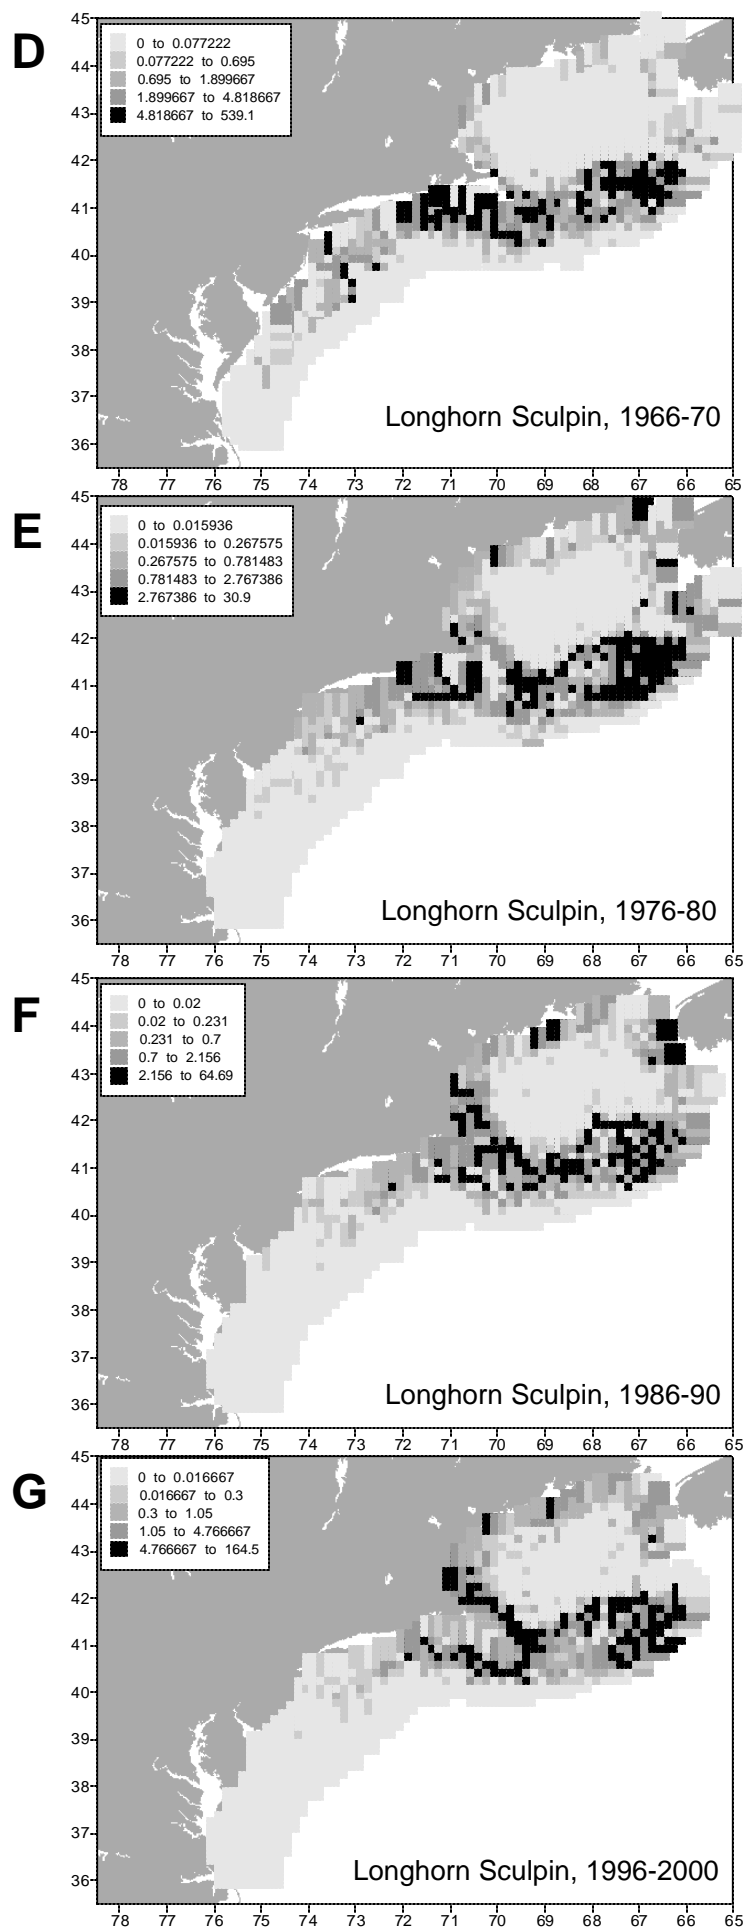 D
45
44
43
42
41
40
39
38
37
36
0 to 0.077222
0.077222 to 0.695
0.695 to 1.899667
1.899667 to 4.818667
4.818667 to 539.1
Longhorn Sculpin, 1966-70
78 77 76 75 74 73 72 71 70 69 68 67 66 65
E
45
44
43
42
41
40
39
38
37
36
0 to 0.015936
0.015936 to 0.267575
0.267575 to 0.781483
0.781483 to 2.767386
2.767386 to 30.9
Longhorn Sculpin, 1976-80
78 77 76 75 74 73 72 71 70 69 68 67 66 65
F
45
44
43
42
41
40
39
38
37
36
0 to 0.02
0.02 to 0.231
0.231 to 0.7
0.7 to 2.156
2.156 to 64.69
Longhorn Sculpin, 1986-90
78 77 76 75 74 73 72 71 70 69 68 67 66 65
G
45
44
43
42
41
40
39
38
37
36
0 to 0.016667
0.016667 to 0.3
0.3 to 1.05
1.05 to 4.766667
4.766667 to 164.5
Longhorn Sculpin, 1996-2000
78 77 76 75 74 73 72 71 70 69 68 67 66 65